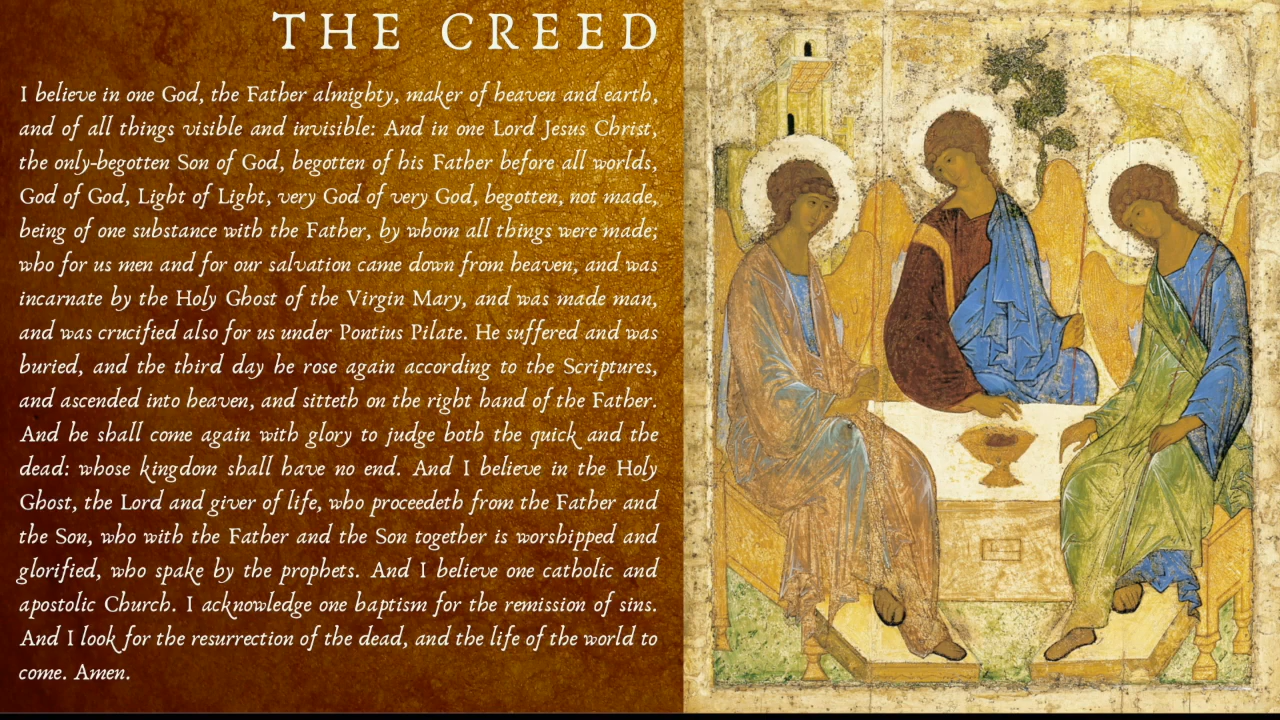 THE CREED
I believe in one God, the Father almighty, maker of heaven and earth,
and of all things visible and invisible: And in one Lord Jesus Christ,
the only-begotten Son of God, begotten of his Father before all worlds,
God of God, Light of Light, very God of very God, begotten, not made,
being of one substance with the Father, by whom all things were made;
who for us men and for our salvation came down from heaven, and was
incarnate by the Holy Ghost of the Virgin Mary, and was made man,
and was crucified also for us under Pontius Pilate. He suffered and was
buried, and the third day he rose again according to the Scriptures,
and ascended into heaven, and sitteth on the right hand of the Father.
And he shall come again with glory to judge both the quick and the
dead: whose kingdom shall have no end. And I believe in the Holy
Ghost, the Lord and giver of life, who proceedeth from the Father and
the Son, who with the Father and the Son together is worshipped and
glorified, who spake by the prophets. And I believe one catholic and
apostolic Church. I acknowledge one baptism for the remission of sins.
And I look for the resurrection of the dead, and the life of the world to
come. Amen.